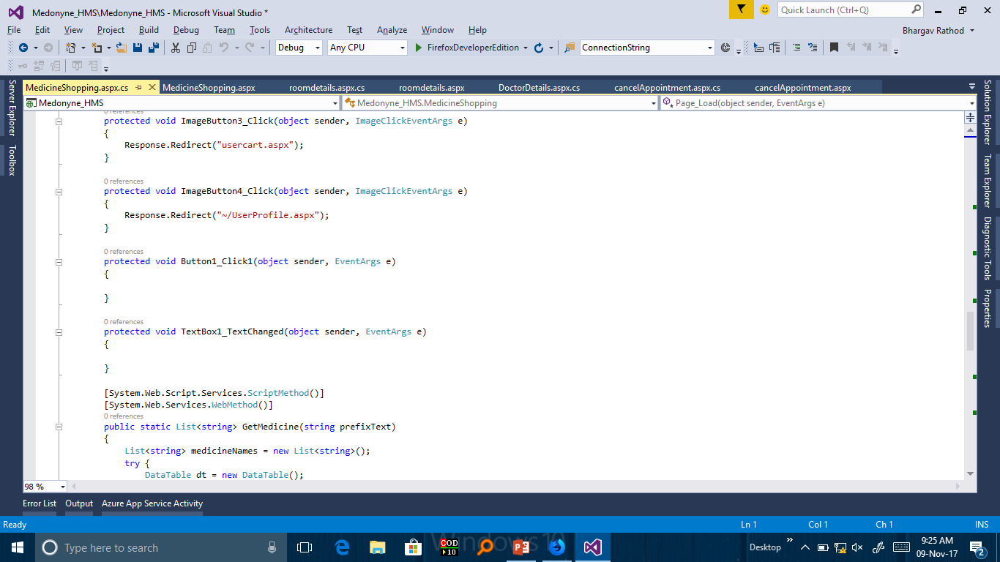 Medonyne_HMS\Medonyne_HMS - Microsoft Visual Studio *
Quick Launch (Ctrl+Q)
File Edit View Project Build Debug Team Tools Architecture Test Analyze Window Help
Bhargav Rathod
Debug Any CPU FirefoxDeveloperEdition ConnectionString
MedicineShopping.aspx.cs MedicineShopping.aspx roomdetails.aspx.cs roomdetails.aspx DoctorDetails.aspx.cs cancelAppointment.aspx.cs cancelAppointment.aspx
Medonyne_HMS Medonyne_HMS.MedicineShopping Page_Load(object sender, EventArgs e)
Server Explorer
Toolbox
Solution Explorer
Team Explorer
Diagnostic Tools
Properties
0 references
protected void ImageButton3_Click(object sender, ImageClickEventArgs e)
{
Response.Redirect("usercart.aspx");
}
0 references
protected void ImageButton4_Click(object sender, ImageClickEventArgs e)
{
Response.Redirect("~/UserProfile.aspx");
}
0 references
protected void Button1_Click1(object sender, EventArgs e)
{
}
0 references
protected void TextBox1_TextChanged(object sender, EventArgs e)
{
}
[System.Web.Script.Services.ScriptMethod()]
[System.Web.Services.WebMethod()]
0 references
public static List<string> GetMedicine(string prefixText)
{
List<string> medicineNames = new List<string>();
try {
DataTable dt = new DataTable();
98 %
Error List Output Azure App Service Activity
Ready Ln 1 Col 1 Ch 1 INS
Type here to search
COD
10
Windows 10
Desktop
9:25 AM
09-Nov-17
2